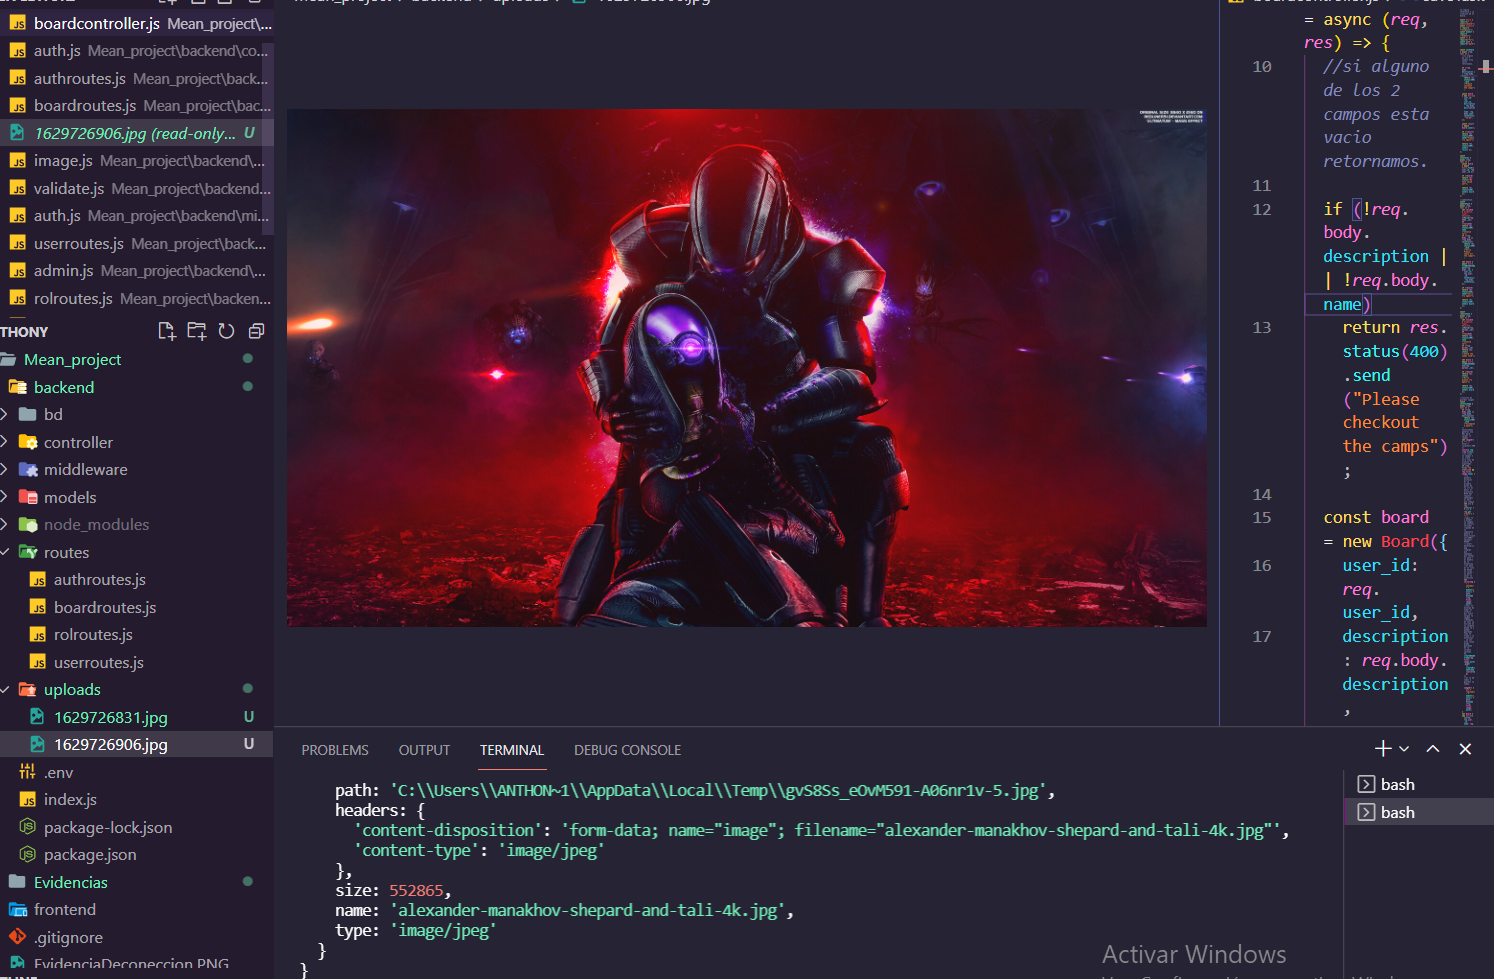 boardcontroller.js Mean_project\...
auth.js Mean_project\backend\co...
authroutes.js Mean_project\back...
boardroutes.js Mean_project\bac...
1629726906.jpg (read-only... U
image.js Mean_project\backend\...
validate.js Mean_project\backend...
auth.js Mean_project\backend\mi...
userroutes.js Mean_project\back...
admin.js Mean_project\backend\...
rolroutes.js Mean_project\backen...
THONY
Mean_project
backend
bd
controller
middleware
models
node_modules
routes
authroutes.js
boardroutes.js
rolroutes.js
userroutes.js
uploads
1629726831.jpg U
1629726906.jpg U
.env
index.js
package-lock.json
package.json
Evidencias
frontend
.gitignore
EvidenciaDeconeccion.PNG
= async (req,
res) => {
10 //si alguno
de los 2
campos esta
vacio
retornamos.
11
12 if (!req.
body.
description |
| !req.body.
name)
13 return res.
status(400)
.send
("Please
checkout
the camps")
;
14
15 const board
= new Board({
16 user_id:
req.
user_id,
17 description
: req.body.
description
,
PROBLEMS OUTPUT TERMINAL DEBUG CONSOLE
path: 'C:\\Users\\ANTHON~1\\AppData\\Local\\Temp\\gvS8Ss_eOvM591-A06nr1v-5.jpg',
headers: {
'content-disposition': 'form-data; name="image"; filename="alexander-manakhov-shepard-and-tali-4k.jpg"',
'content-type': 'image/jpeg'
},
size: 552865,
name: 'alexander-manakhov-shepard-and-tali-4k.jpg',
type: 'image/jpeg'
}
}
bash
bash
Activar Windows